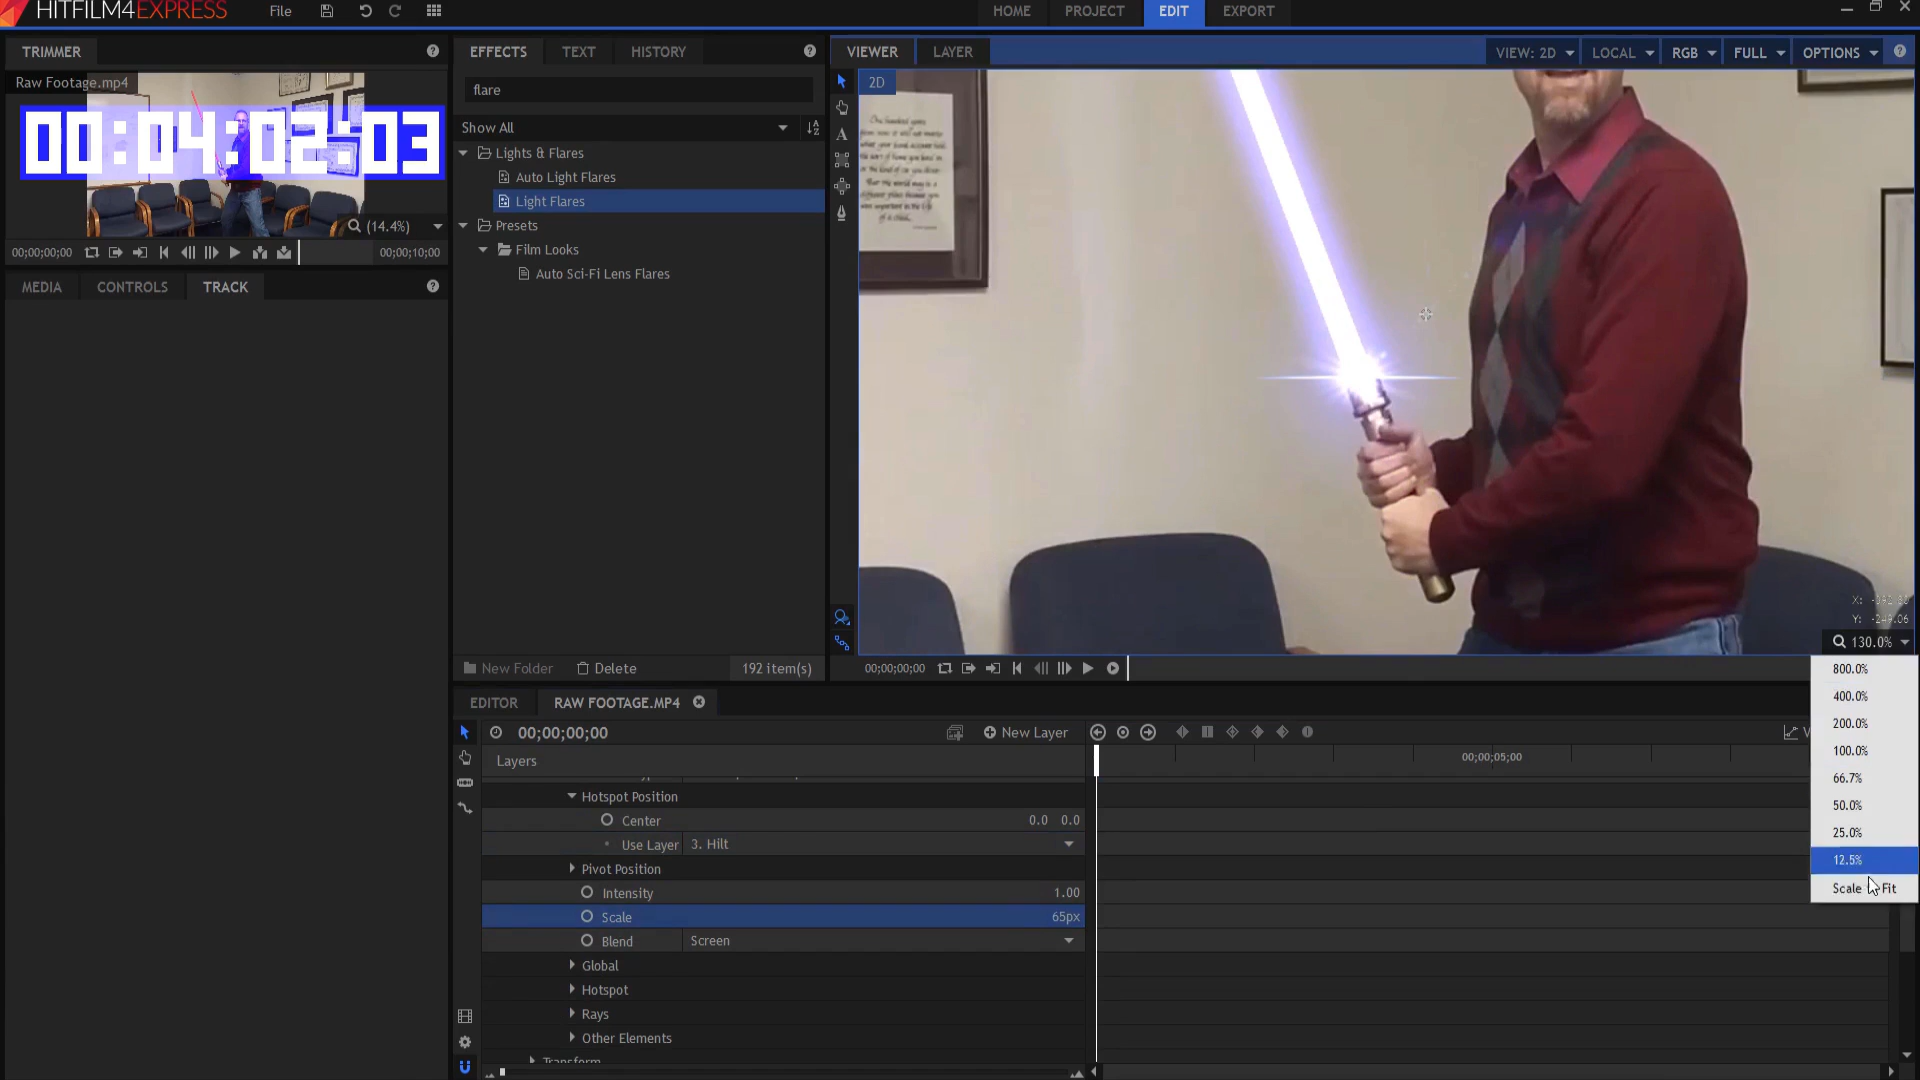 HITFILM4EXPRESS
File
HOME
PROJECT
EDIT
EXPORT
TRIMMER
Raw Footage.mp4
00:04:02:03
(14.4%)
00;00;00;00
00;00;10;00
MEDIA
CONTROLS
TRACK
EFFECTS
TEXT
HISTORY
flare
Show All
Lights & Flares
Auto Light Flares
Light Flares
Presets
Film Looks
Auto Sci-Fi Lens Flares
New Folder
Delete
192 item(s)
VIEWER
LAYER
VIEW: 2D
LOCAL
RGB
FULL
OPTIONS
2D
X:
Y:
130.0%
00;00;00;00
800.0%
400.0%
200.0%
100.0%
66.7%
50.0%
25.0%
12.5%
Scale Fit
EDITOR
RAW FOOTAGE.MP4
00;00;00;00
New Layer
00;00;05;00
Layers
Hotspot Position
Center 0.0 0.0
Use Layer 3. Hilt
Pivot Position
Intensity 1.00
Scale 65px
Blend Screen
Global
Hotspot
Rays
Other Elements
Transform